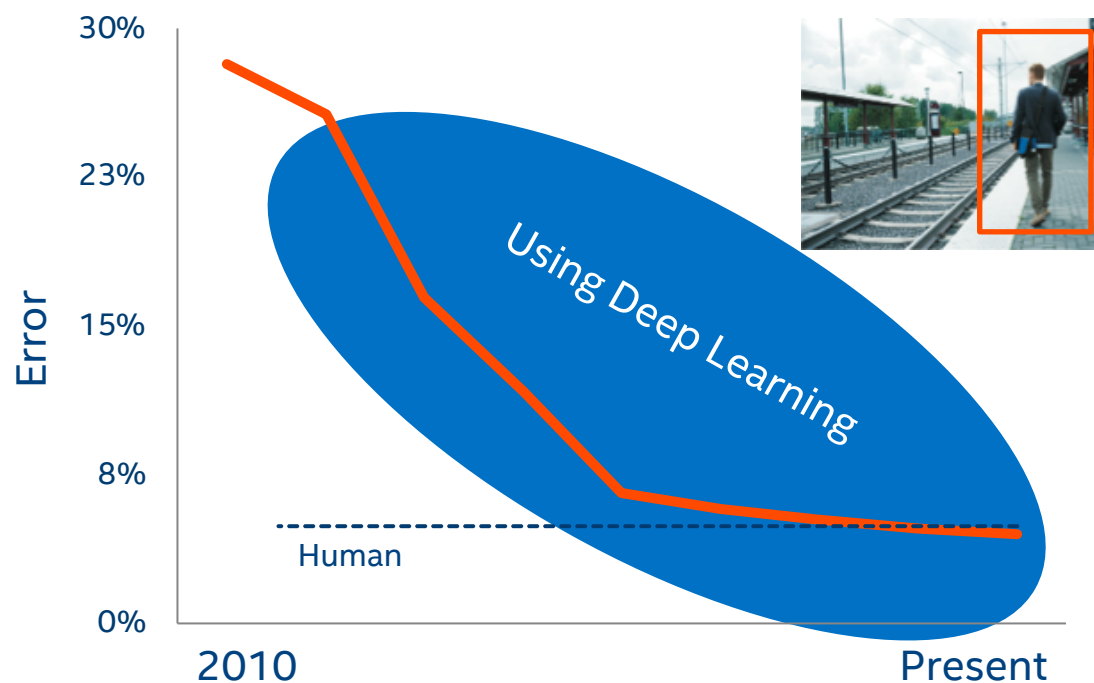 30%
23%
15%
8%
0%
Error
Using Deep Learning
Human
2010
Present